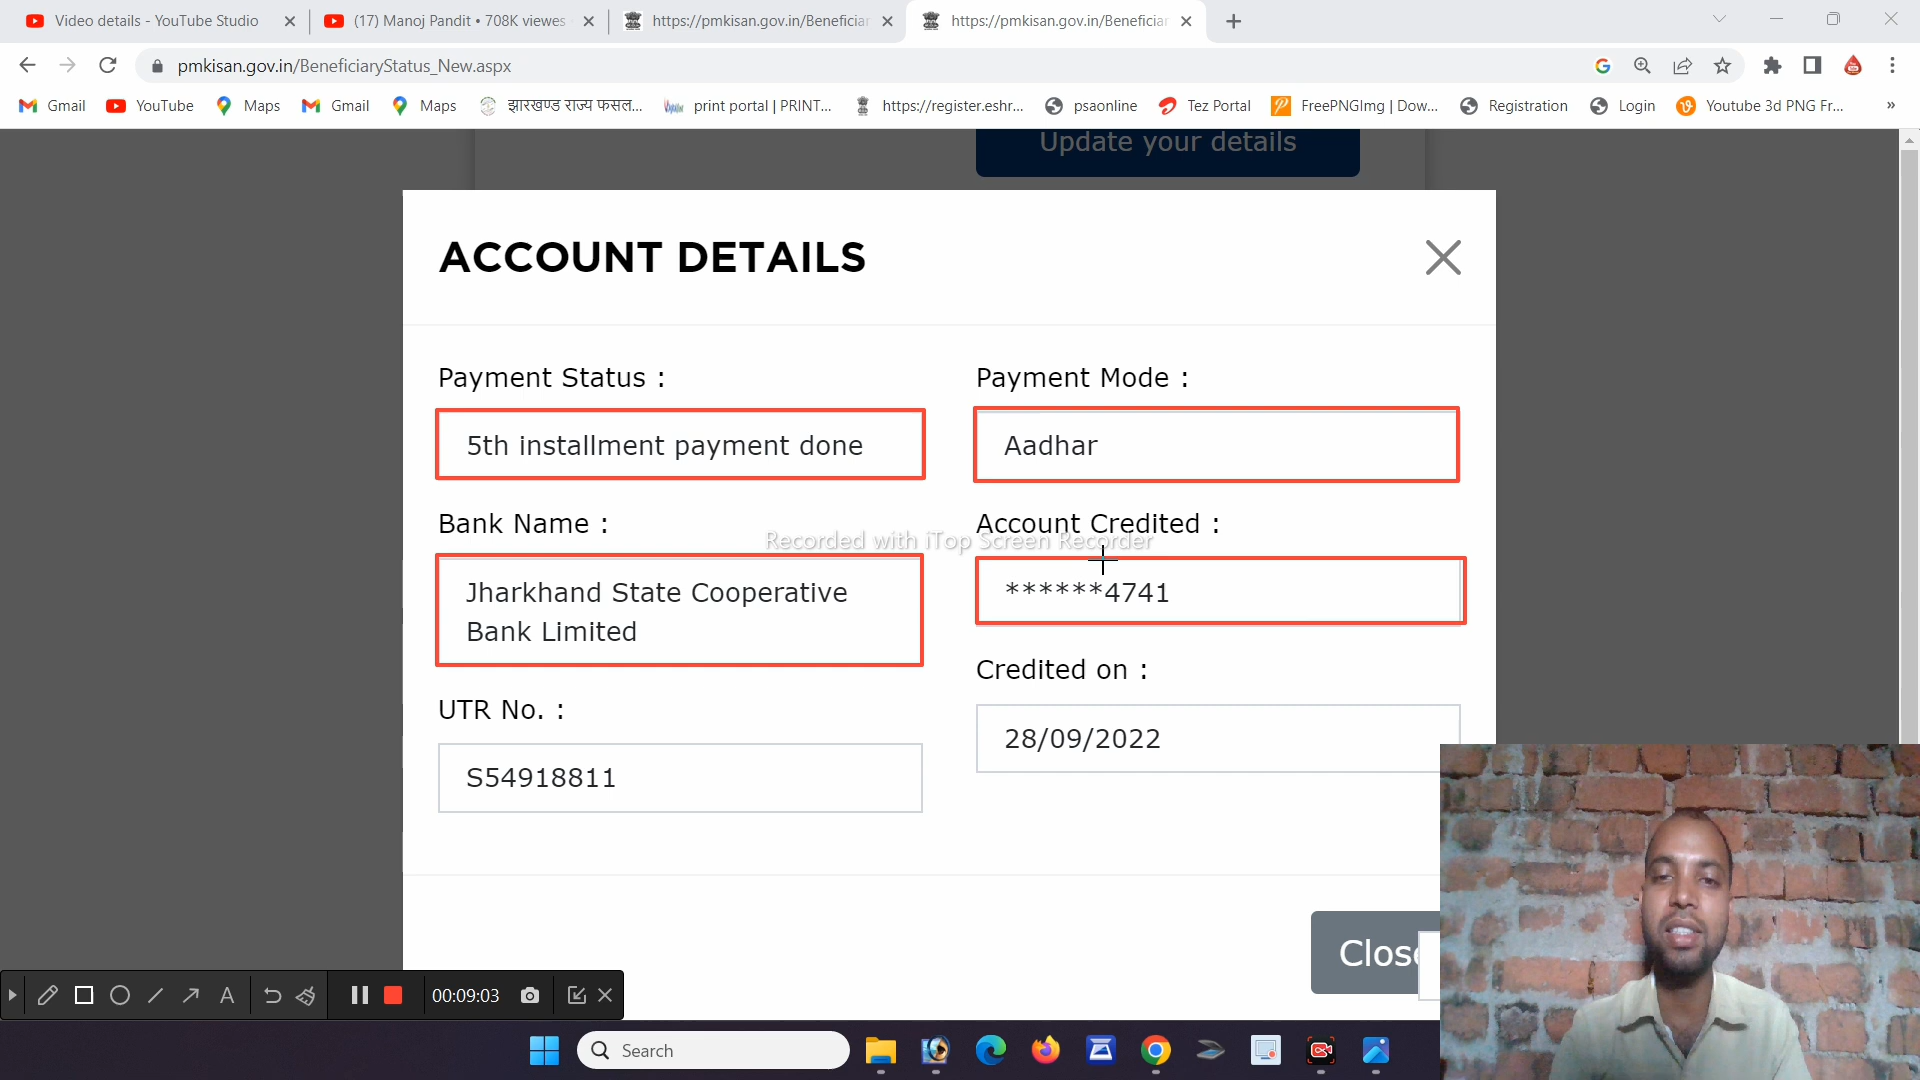 Video details - YouTube Studio
(17) Manoj Pandit • 708K viewes
https://pmkisan.gov.in/Beneficiar
https://pmkisan.gov.in/Beneficiar
pmkisan.gov.in/BeneficiaryStatus_New.aspx
Gmail
YouTube
Maps
Gmail
Maps
झारखण्ड राज्य फसल...
print portal | PRINT...
https://register.eshr...
psaonline
Tez Portal
FreePNGImg | Dow...
Registration
Login
Youtube 3d PNG Fr...
»
Update your details
ACCOUNT DETAILS
Payment Status :
Payment Mode :
5th installment payment done
Aadhar
Bank Name :
Account Credited :
Recorded with iTop Screen Recorder
Jharkhand State Cooperative
Bank Limited
******4741
Credited on :
UTR No. :
28/09/2022
S54918811
Clos
A
00:09:03
Search